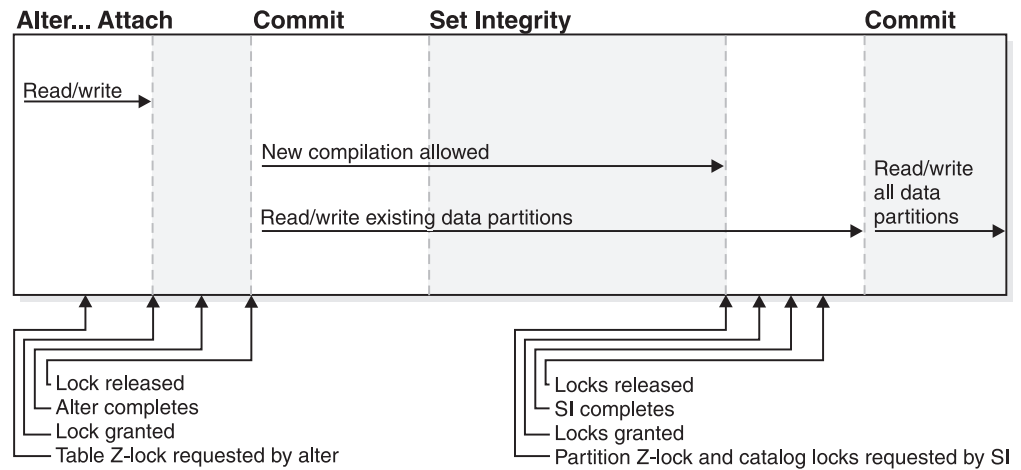 Alter... Attach
Commit
Set Integrity
Commit
Read/write
New compilation allowed
Read/write
all data
partitions
Read/write existing data partitions
Lock released
Alter completes
Lock granted
Table Z-lock requested by alter
Locks released
SI completes
Locks granted
Partition Z-lock and catalog locks requested by SI